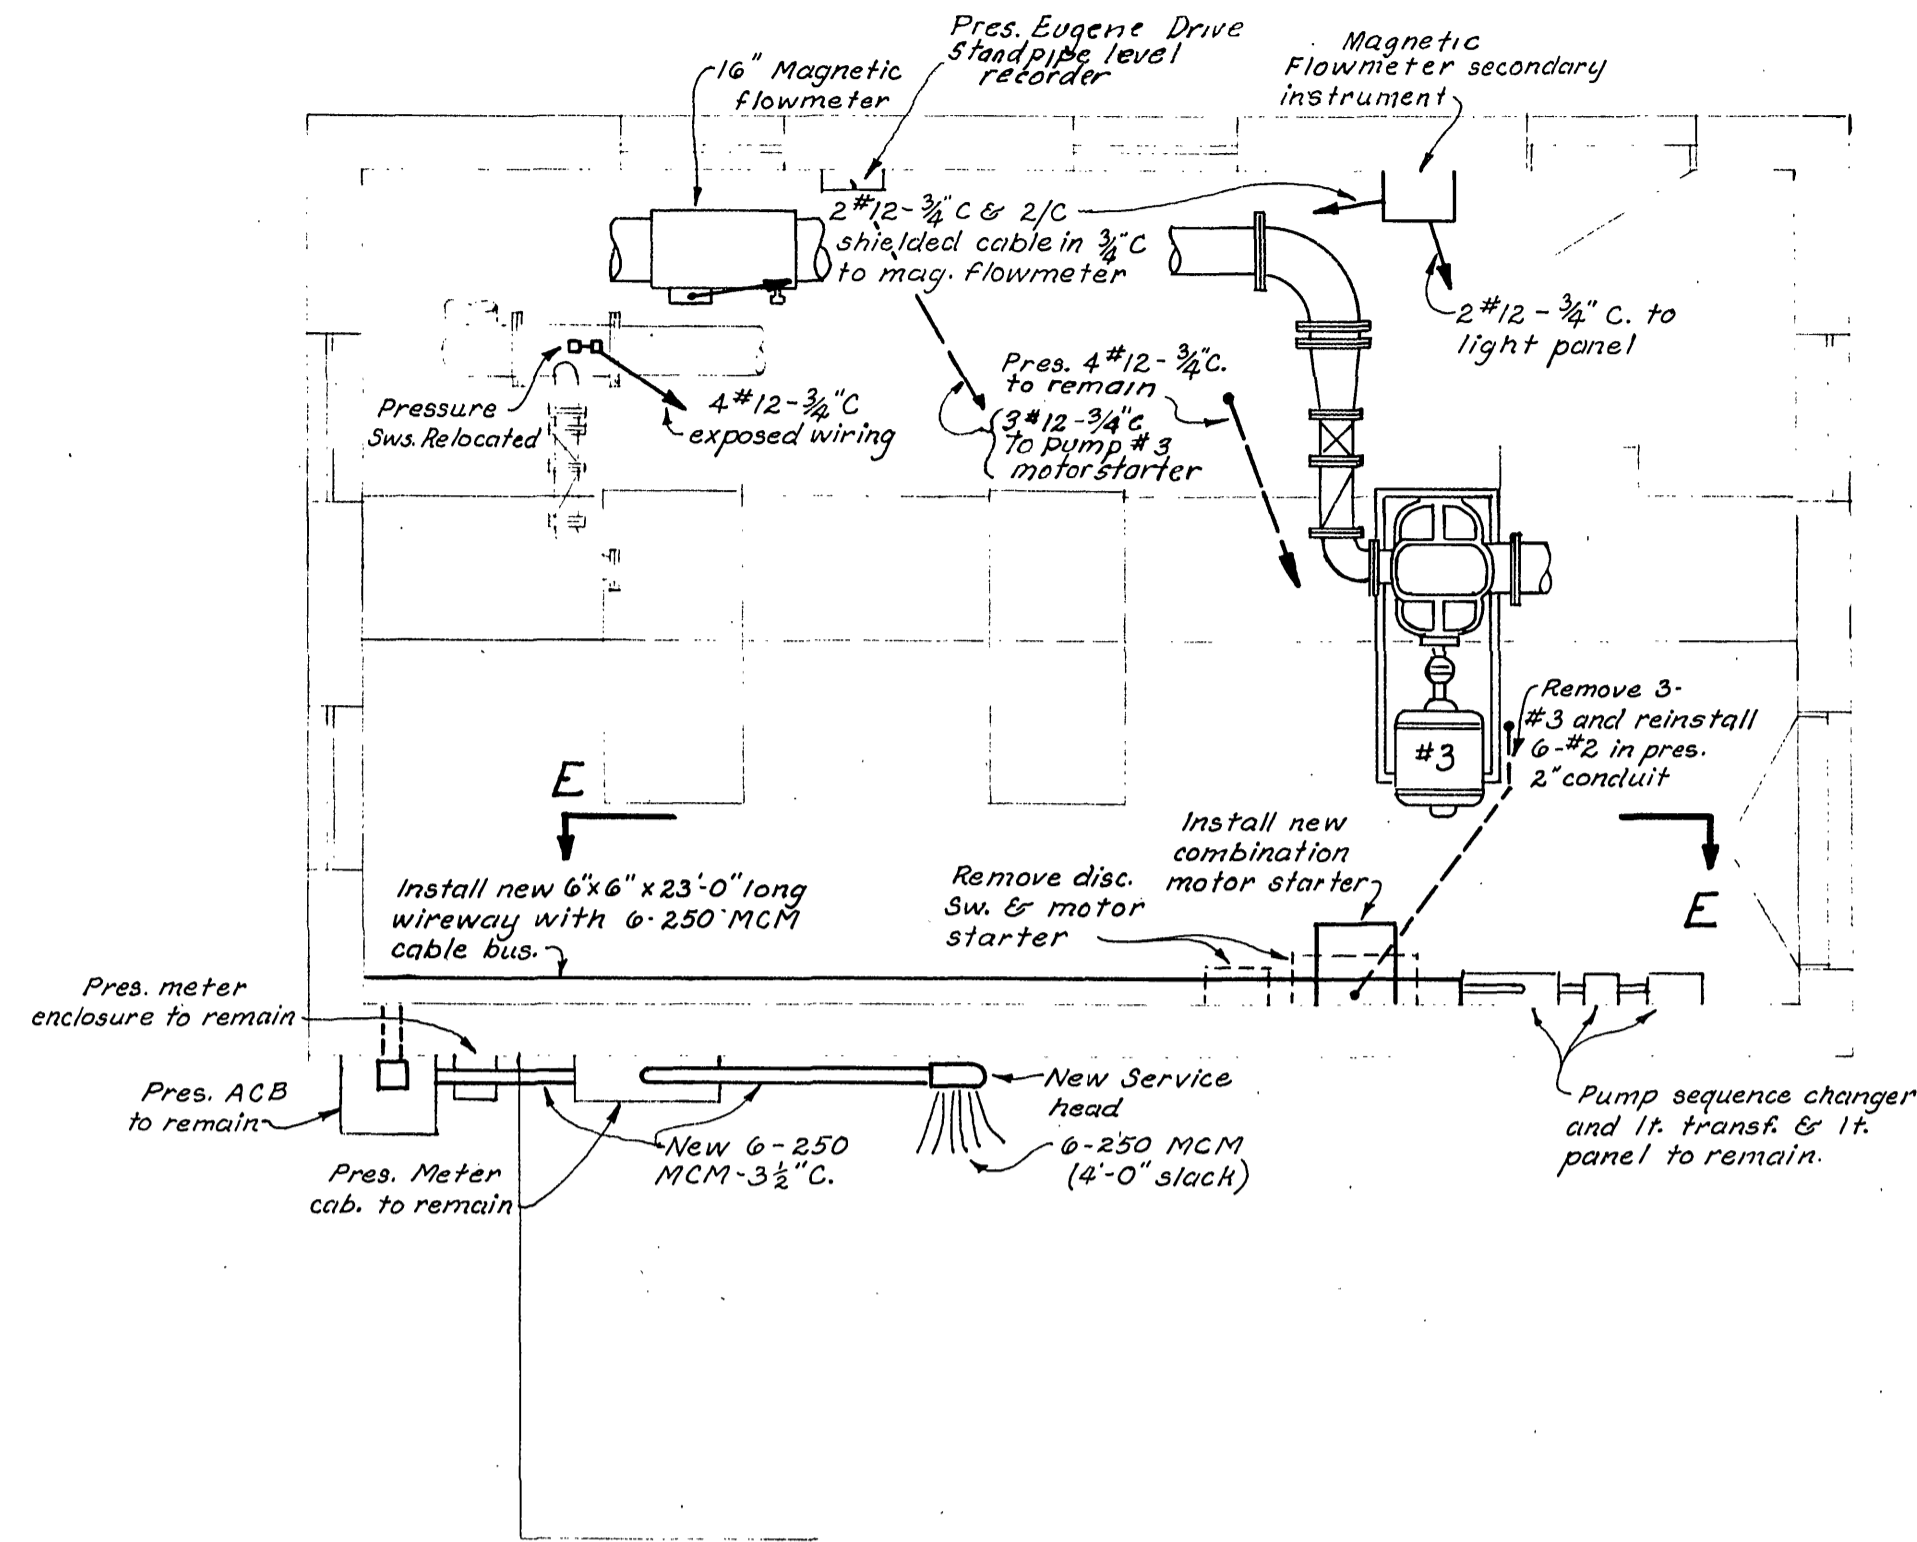 Pres. Eugene Drive
Standpipe level
recorder
16" Magnetic
flowmeter
Magnetic
Flowmeter secondary
instrument
2#12-3/4"C & 2/C
shielded cable in 3/4"C
to mag. flowmeter
2#12-3/4" C. to
light panel
Pres. 4#12-3/4"C.
to remain
Pressure
Sws. Relocated
4#12-3/4"C
exposed wiring
3#12-3/4"C
to pump #3
motor starter
#3
Remove 3-
#3 and reinstall
6-#2 in pres.
2" conduit
E
E
Install new
combination
motor starter
Remove disc.
Sw. & motor
starter
Install new 6"x6"x23'-0" long
wireway with 6-250 MCM
cable bus.
Pres. meter
enclosure to remain
Pres. ACB
to remain
Pres. Meter
cab. to remain
New 6-250
MCM-3½"C.
New Service
head
6-250 MCM
(4'-0" slack)
Pump sequence changer
and lt. transf. & lt.
panel to remain.